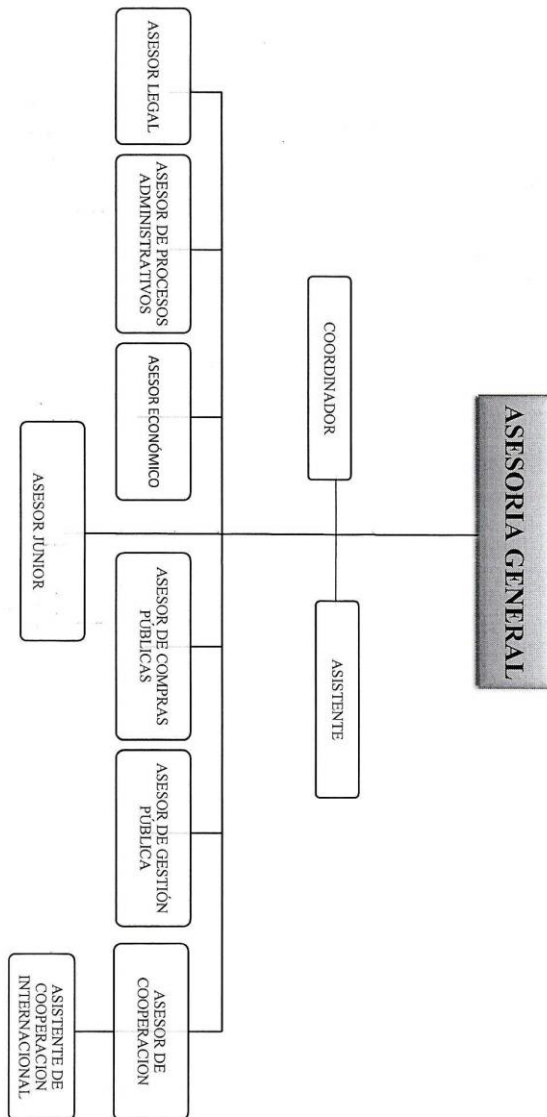 ASESORIA GENERAL
COORDINADOR
ASISTENTE
ASESOR LEGAL
ASESOR DE PROCESOS
ADMINISTRATIVOS
ASESOR ECONÓMICO
ASESOR DE COMPRAS
PÚBLICAS
ASESOR DE GESTIÓN
PÚBLICA
ASESOR DE
COOPERACION
ASESOR JUNIOR
ASISTENTE DE
COOPERACION
INTERNACIONAL